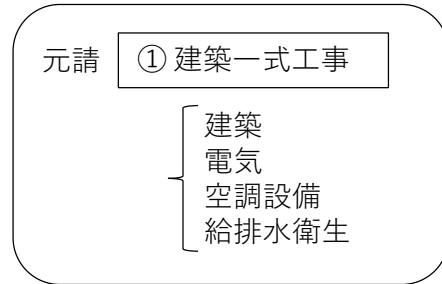 元請 ① 建築一式工事
建築
電気
空調設備
給排水衛生